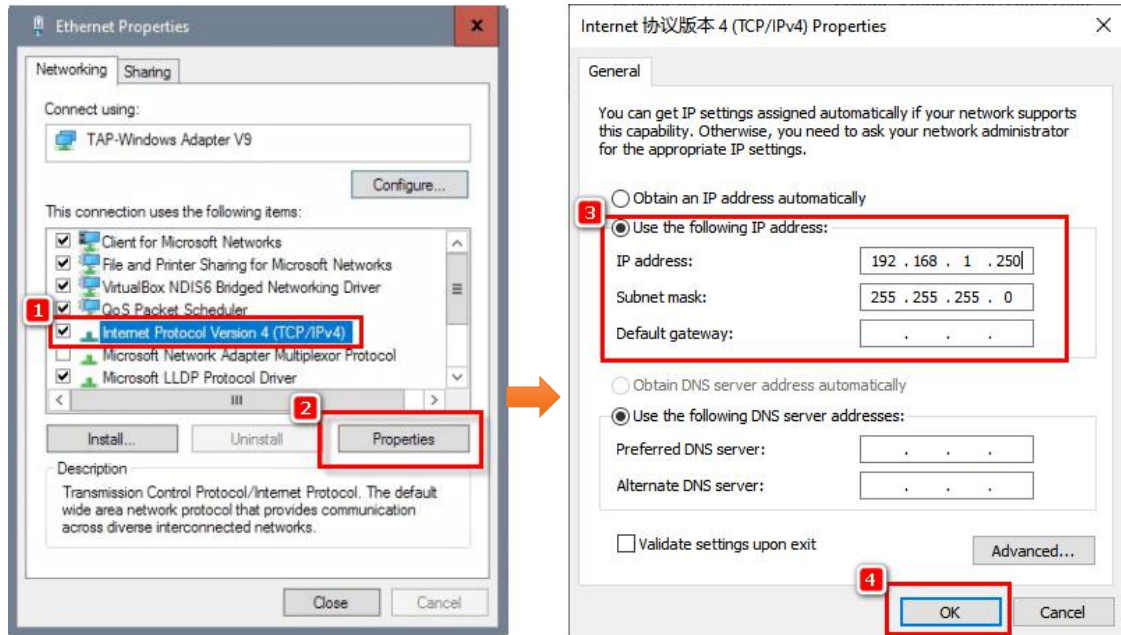 Ethernet Properties
x
Networking
Sharing
Connect using:
TAP-Windows Adapter V9
Configure...
This connection uses the following items:
Client for Microsoft Networks
File and Printer Sharing for Microsoft Networks
VirtualBox NDIS6 Bridged Networking Driver
QoS Packet Scheduler
1
Internet Protocol Version 4 (TCP/IPv4)
Microsoft Network Adapter Multiplexor Protocol
Microsoft LLDP Protocol Driver
2
Install...
Uninstall
Properties
Description
Transmission Control Protocol/Internet Protocol. The default
wide area network protocol that provides communication
across diverse interconnected networks.
Close
Cancel
Internet 协议版本 4 (TCP/IPv4) Properties
General
You can get IP settings assigned automatically if your network supports
this capability. Otherwise, you need to ask your network administrator
for the appropriate IP settings.
Obtain an IP address automatically
3
Use the following IP address:
IP address:
192 . 168 . 1 . 250
Subnet mask:
255 . 255 . 255 . 0
Default gateway:
. . .
Obtain DNS server address automatically
Use the following DNS server addresses:
Preferred DNS server:
. . .
Alternate DNS server:
. . .
Validate settings upon exit
Advanced...
4
OK
Cancel